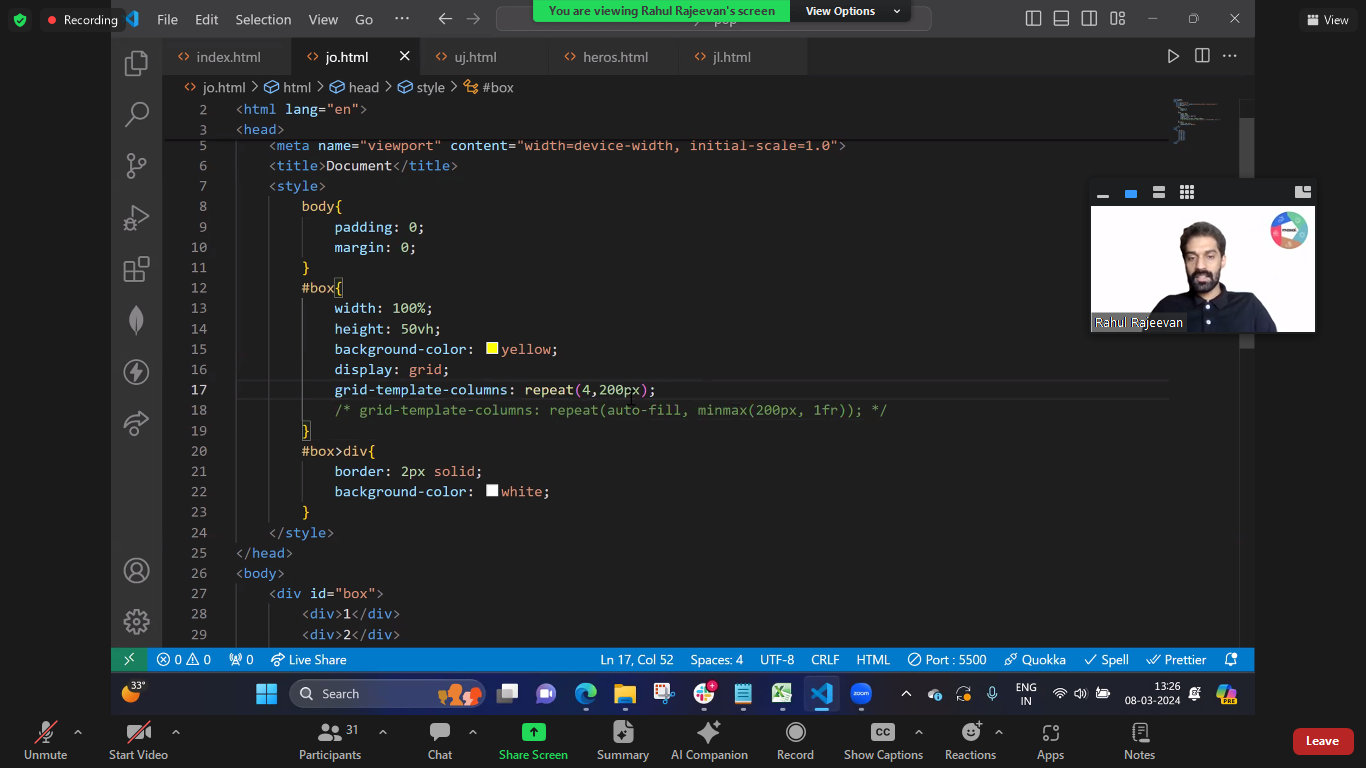 You are viewing Rahul Rajeevan's screen
View Options
Recording
File Edit Selection View Go ···
View
index.html jo.html uj.html heros.html jl.html
jo.html > html > head > style > #box
2 <html lang="en">
3 <head>
5 <meta name="viewport" content="width=device-width, initial-scale=1.0">
6 <title>Document</title>
7 <style>
8 body{
9 padding: 0;
10 margin: 0;
11 }
12 #box{
13 width: 100%;
14 height: 50vh;
15 background-color: yellow;
16 display: grid;
17 grid-template-columns: repeat(4,200px);
18 /* grid-template-columns: repeat(auto-fill, minmax(200px, 1fr)); */
19 }
20 #box>div{
21 border: 2px solid;
22 background-color: white;
23 }
24 </style>
25 </head>
26 <body>
27 <div id="box">
28 <div>1</div>
29 <div>2</div>
Rahul Rajeevan
0 0 0 Live Share Ln 17, Col 52 Spaces: 4 UTF-8 CRLF HTML Port : 5500 Quokka Spell Prettier
33° Search zoom ENG IN 13:26 08-03-2024 PRE
Unmute Start Video Participants 31 Chat Share Screen Summary AI Companion Record CC Show Captions Reactions Apps Notes Leave